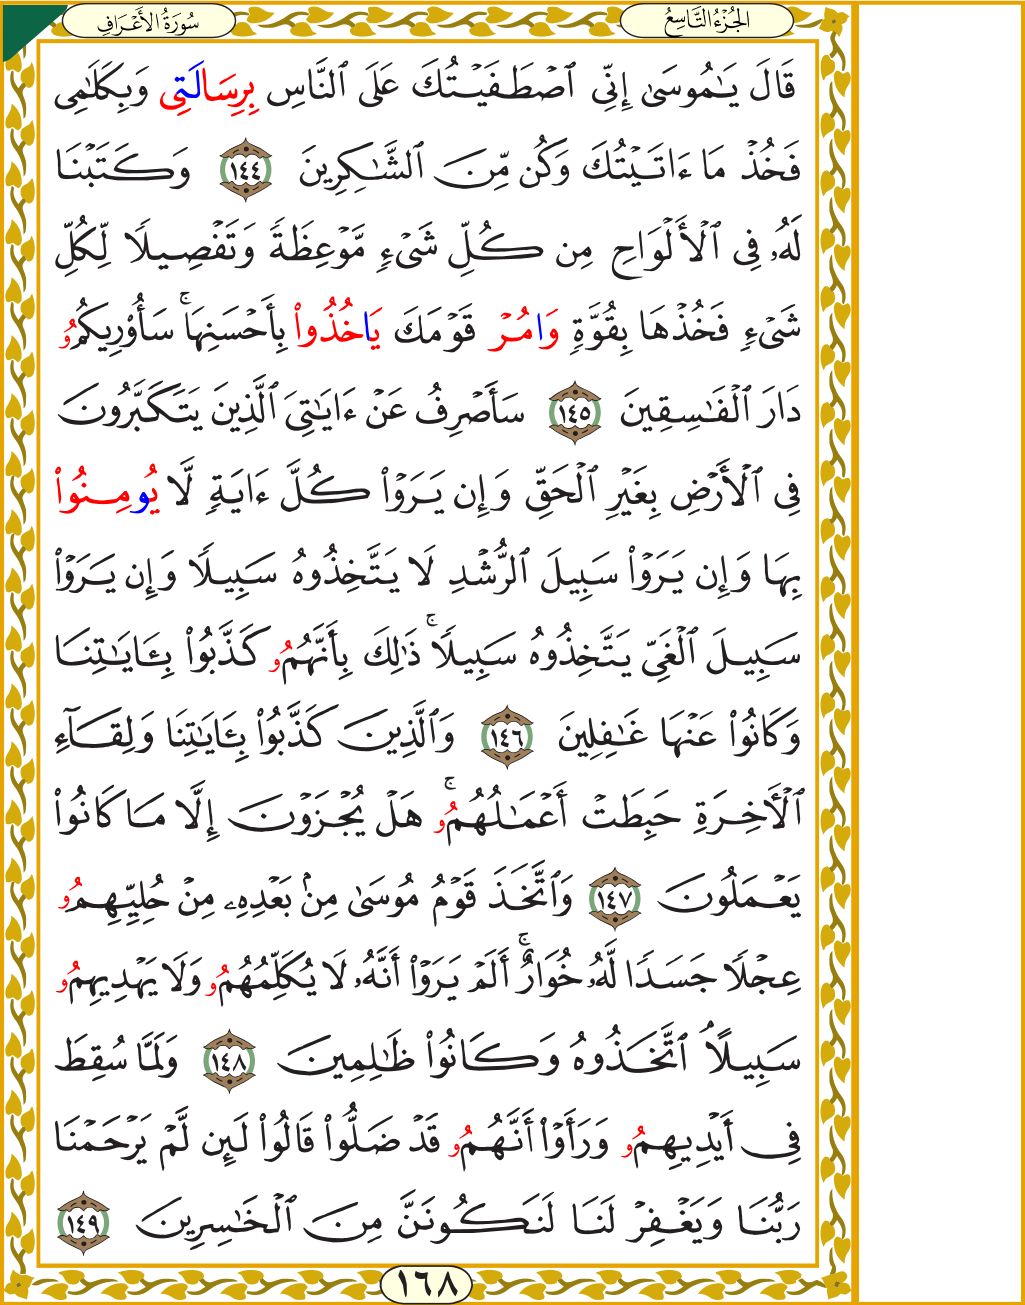 سُورَةُ الأَعْرَافِ
الجُزْءُ التَّاسِعُ
قَالَ يَٰمُوسَىٰ إِنِّى ٱصْطَفَيْتُكَ عَلَى ٱلنَّاسِ بِرِسَالَتِى وَبِكَلَٰمِى
فَخُذْ مَا ءَاتَيْتُكَ وَكُن مِّنَ ٱلشَّٰكِرِينَ ١٤٤ وَكَتَبْنَا
لَهُۥ فِى ٱلْأَلْوَاحِ مِن كُلِّ شَىْءٍ مَّوْعِظَةً وَتَفْصِيلًا لِّكُلِّ
شَىْءٍ فَخُذْهَا بِقُوَّةٍ وَامُرْ قَوْمَكَ يَاخُذُوا۟ بِأَحْسَنِهَا ۚ سَأُو۟رِيكُمُۥ
دَارَ ٱلْفَٰسِقِينَ ١٤٥ سَأَصْرِفُ عَنْ ءَايَٰتِىَ ٱلَّذِينَ يَتَكَبَّرُونَ
فِى ٱلْأَرْضِ بِغَيْرِ ٱلْحَقِّ وَإِن يَرَوْا۟ كُلَّ ءَايَةٍ لَّا يُومِنُوا۟
بِهَا وَإِن يَرَوْا۟ سَبِيلَ ٱلرُّشْدِ لَا يَتَّخِذُوهُ سَبِيلًا وَإِن يَرَوْا۟
سَبِيلَ ٱلْغَىِّ يَتَّخِذُوهُ سَبِيلًا ۚ ذَٰلِكَ بِأَنَّهُمُۥ كَذَّبُوا۟ بِـَٔايَٰتِنَا
وَكَانُوا۟ عَنْهَا غَٰفِلِينَ ١٤٦ وَٱلَّذِينَ كَذَّبُوا۟ بِـَٔايَٰتِنَا وَلِقَآءِ
ٱلْأَخِرَةِ حَبِطَتْ أَعْمَٰلُهُمُۥ ۚ هَلْ يُجْزَوْنَ إِلَّا مَا كَانُوا۟
يَعْمَلُونَ ١٤٧ وَٱتَّخَذَ قَوْمُ مُوسَىٰ مِنۢ بَعْدِهِۦ مِنْ حُلِيِّهِمُۥ
عِجْلًا جَسَدًا لَّهُۥ خُوَارٌ ۚ أَلَمْ يَرَوْا۟ أَنَّهُۥ لَا يُكَلِّمُهُمُۥ وَلَا يَهْدِيهِمُۥ
سَبِيلًا ۘ ٱتَّخَذُوهُ وَكَانُوا۟ ظَٰلِمِينَ ١٤٨ وَلَمَّا سُقِطَ
فِى أَيْدِيهِمُۥ وَرَأَوْا۟ أَنَّهُمُۥ قَدْ ضَلُّوا۟ قَالُوا۟ لَئِن لَّمْ يَرْحَمْنَا
رَبُّنَا وَيَغْفِرْ لَنَا لَنَكُونَنَّ مِنَ ٱلْخَٰسِرِينَ ١٤٩
١٦٨